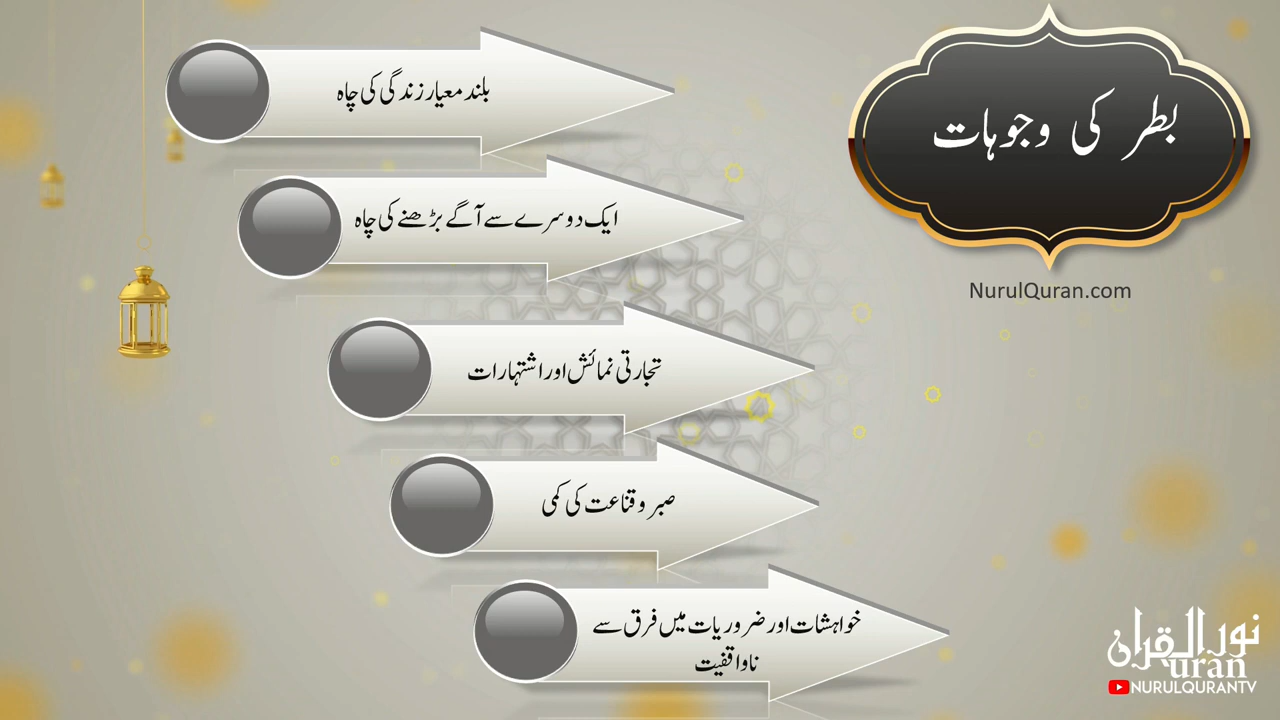 بطر کی وجوہات
NurulQuran.com
بلند معیار زندگی کی چاہ
ایک دوسرے سے آگے بڑھنے کی چاہ
تجارتی نمائش اور اشتہارات
صبر و قناعت کی کمی
خواہشات اور ضروریات میں فرق سے
ناواقفیت
نور القرآن
uran
NURULQURANTV